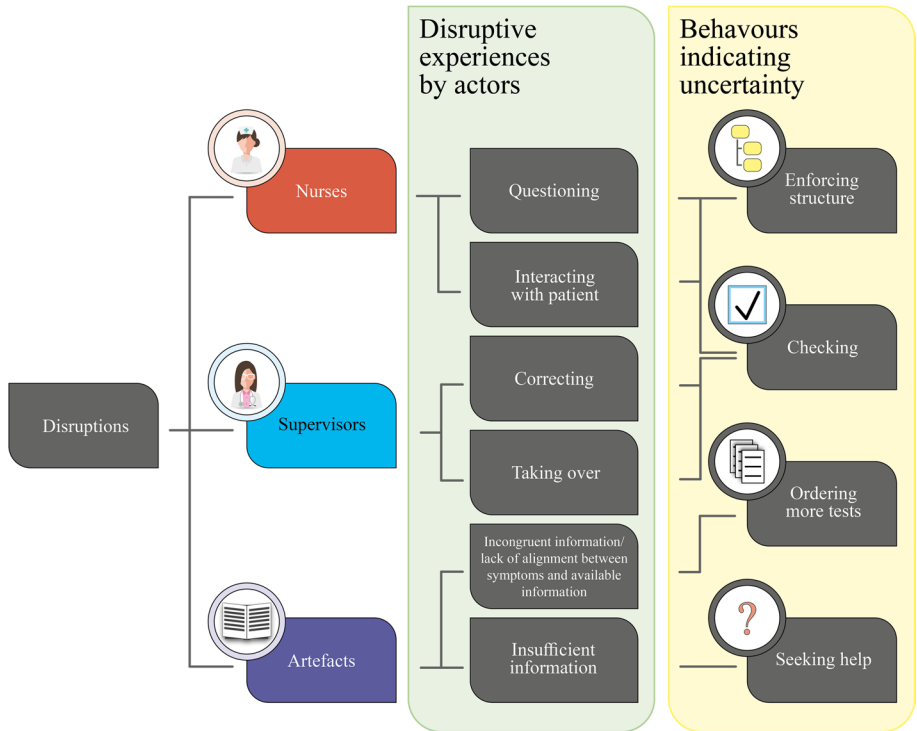 Disruptive
experiences
by actors
Behavours
indicating
uncertainty
Disruptions
Nurses
Supervisors
Artefacts
Questioning
Interacting
with patient
Correcting
Taking over
Incongruent information/
lack of alignment between
symptoms and available
information
Insufficient
information
Enforcing
structure
Checking
Ordering
more tests
?
Seeking help